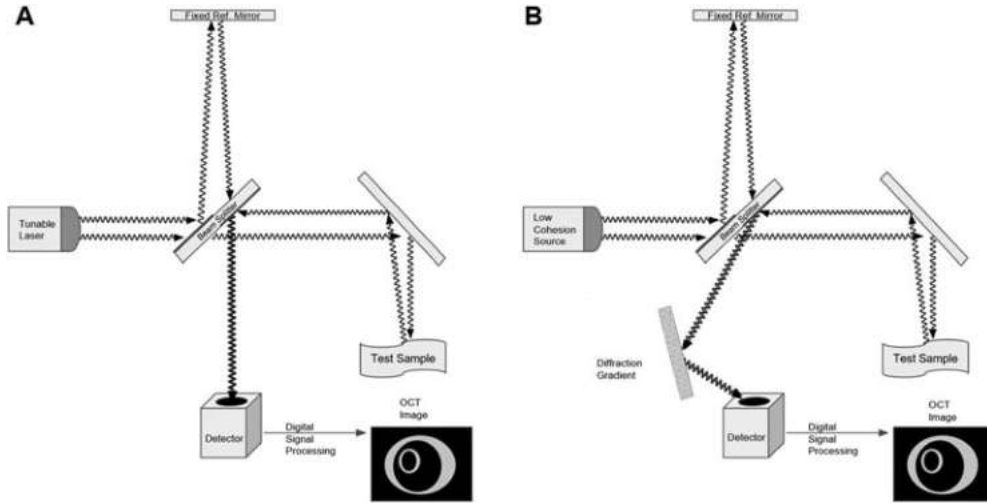 A
Fixed Ref. Mirror
Tunable
Laser
Beam Splitter
Test Sample
Detector
Digital
Signal
Processing
OCT
Image
B
Fixed Ref. Mirror
Low
Cohesion
Source
Beam Splitter
Diffraction
Gradient
Test Sample
Detector
Digital
Signal
Processing
OCT
Image